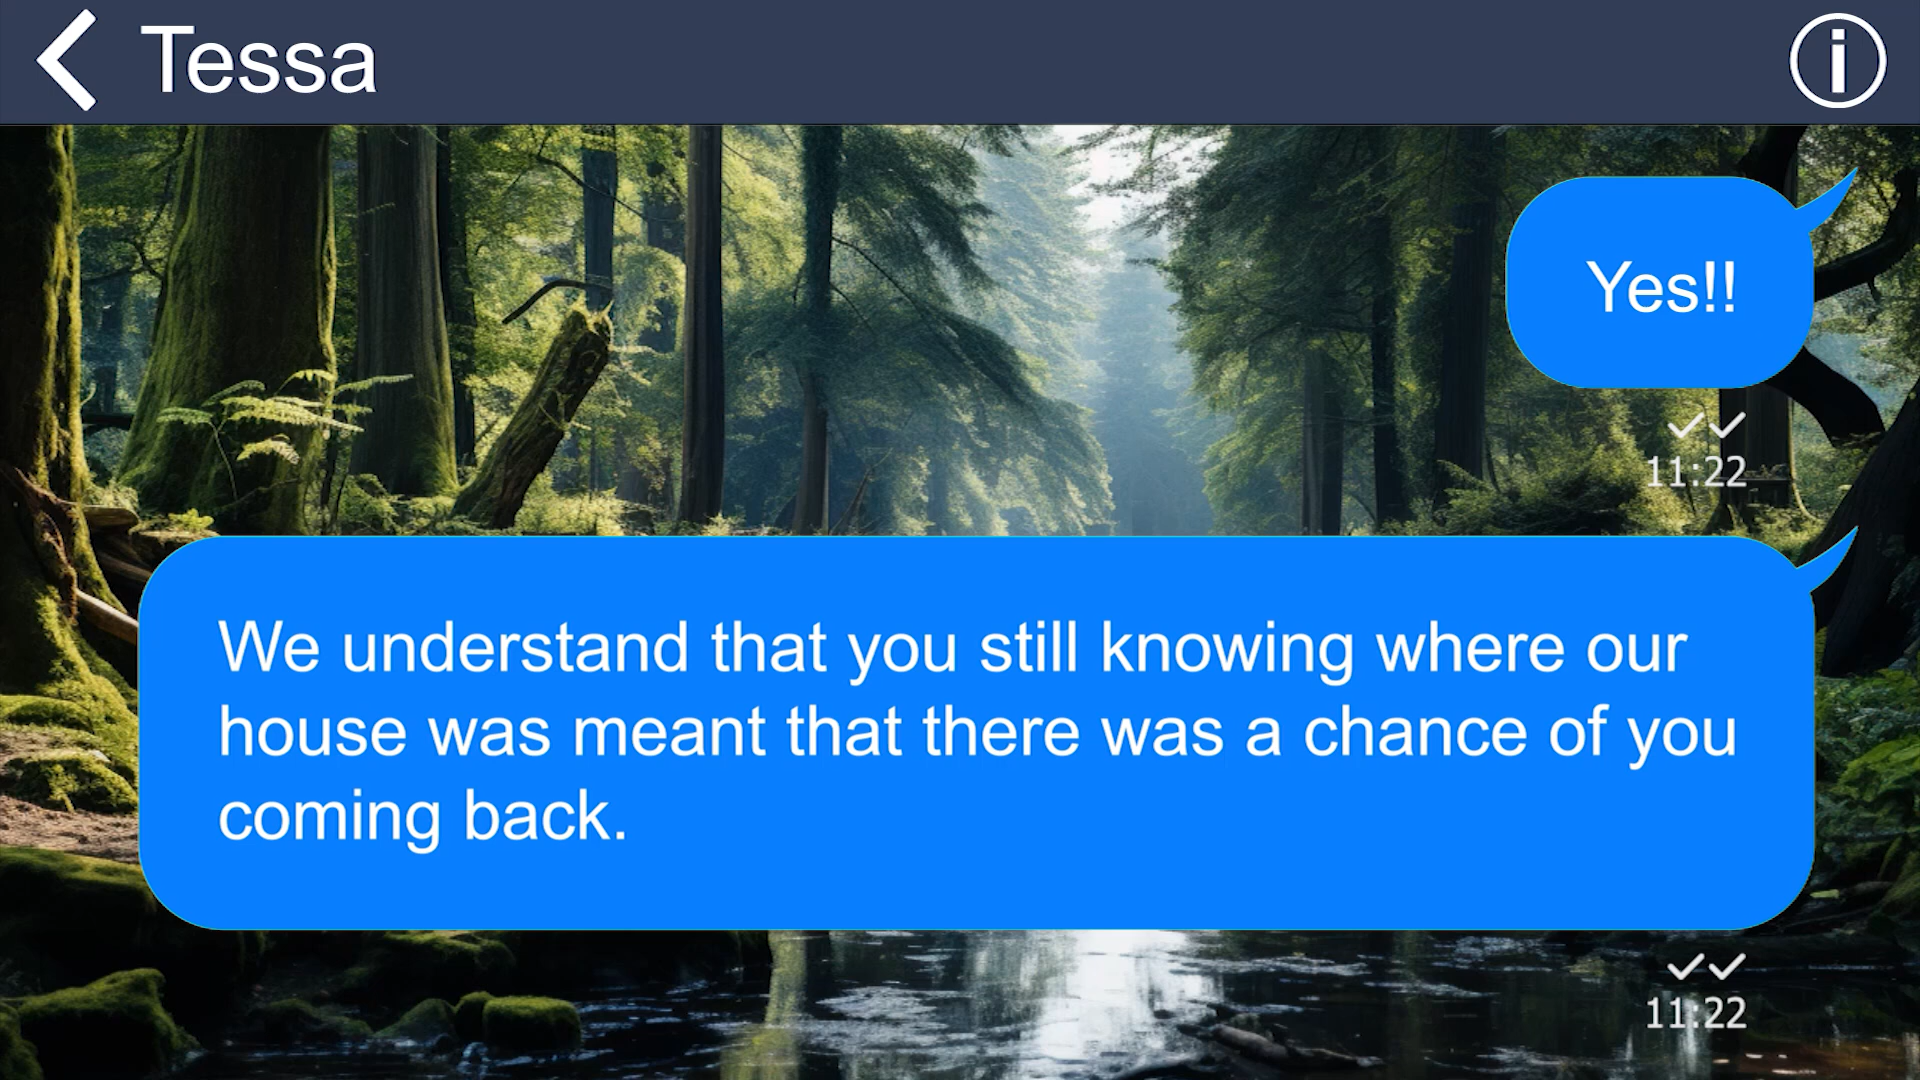 Tessa
Yes!!
11:22
We understand that you still knowing where our
house was meant that there was a chance of you
coming back.
11:22